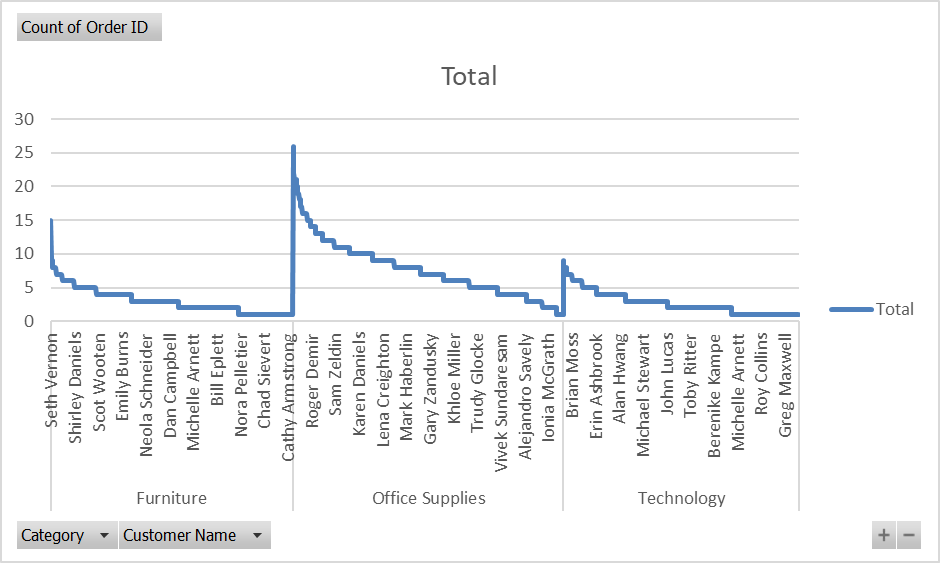 Count of Order ID
Total
30
25
20
15
10
5
0
Total
Seth Vernon
Shirley Daniels
Scot Wooten
Emily Burns
Neola Schneider
Dan Campbell
Michelle Arnett
Bill Eplett
Nora Pelletier
Chad Sievert
Cathy Armstrong
Roger Demir
Sam Zeldin
Karen Daniels
Lena Creighton
Mark Haberlin
Gary Zandusky
Khloe Miller
Trudy Glocke
Vivek Sundaresam
Alejandro Savely
Ionia McGrath
Brian Moss
Erin Ashbrook
Alan Hwang
Michael Stewart
John Lucas
Toby Ritter
Berenike Kampe
Michelle Arnett
Roy Collins
Greg Maxwell
Furniture
Office Supplies
Technology
Category
Customer Name